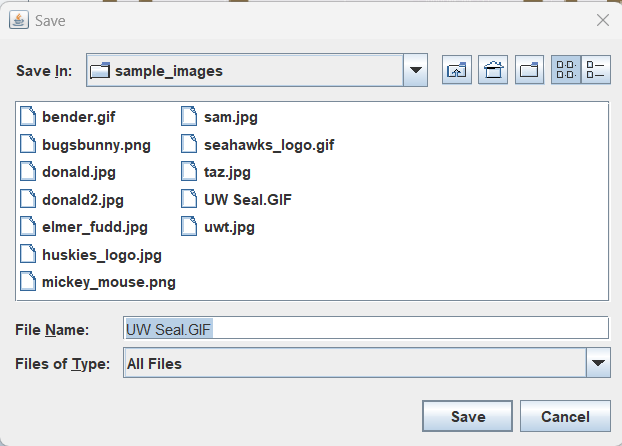 Save
Save In: sample_images
bender.gif
bugsbunny.png
donald.jpg
donald2.jpg
elmer_fudd.jpg
huskies_logo.jpg
mickey_mouse.png
sam.jpg
seahawks_logo.gif
taz.jpg
UW Seal.GIF
uwt.jpg
File Name: UW Seal.GIF
Files of Type: All Files
Save Cancel